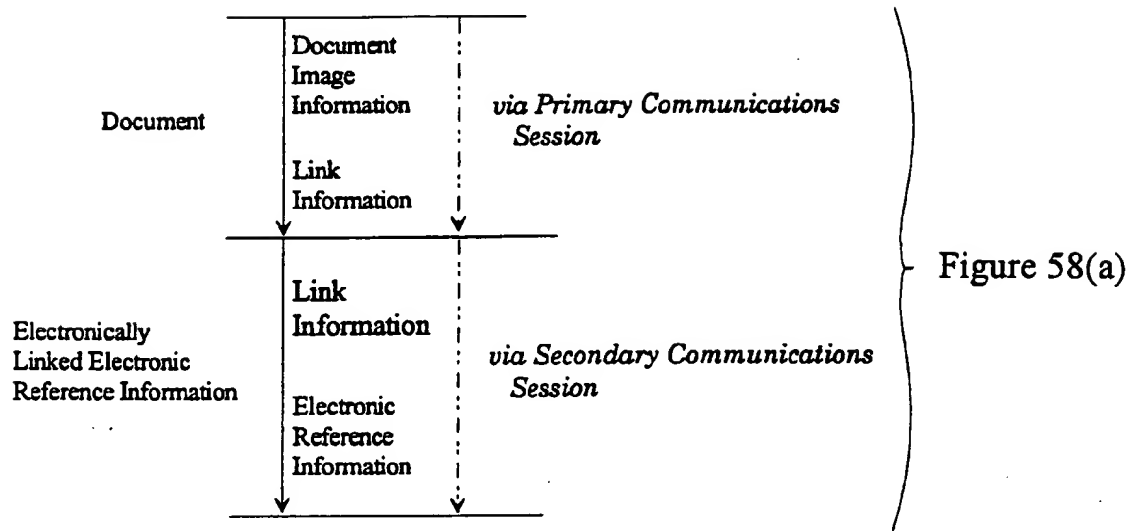 Document
Document
Image
Information
Link
Information
via Primary Communications
Session
Electronically
Linked Electronic
Reference Information
Link
Information
Electronic
Reference
Information
via Secondary Communications
Session
Figure 58(a)